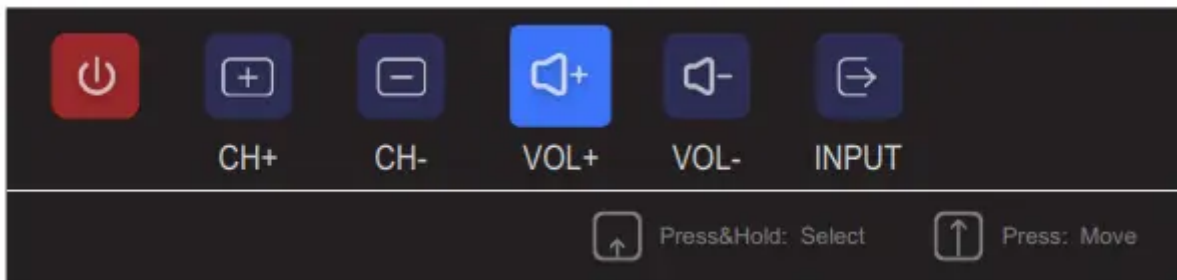 CH+ CH- VOL+ VOL- INPUT
Press&Hold: Select Press: Move